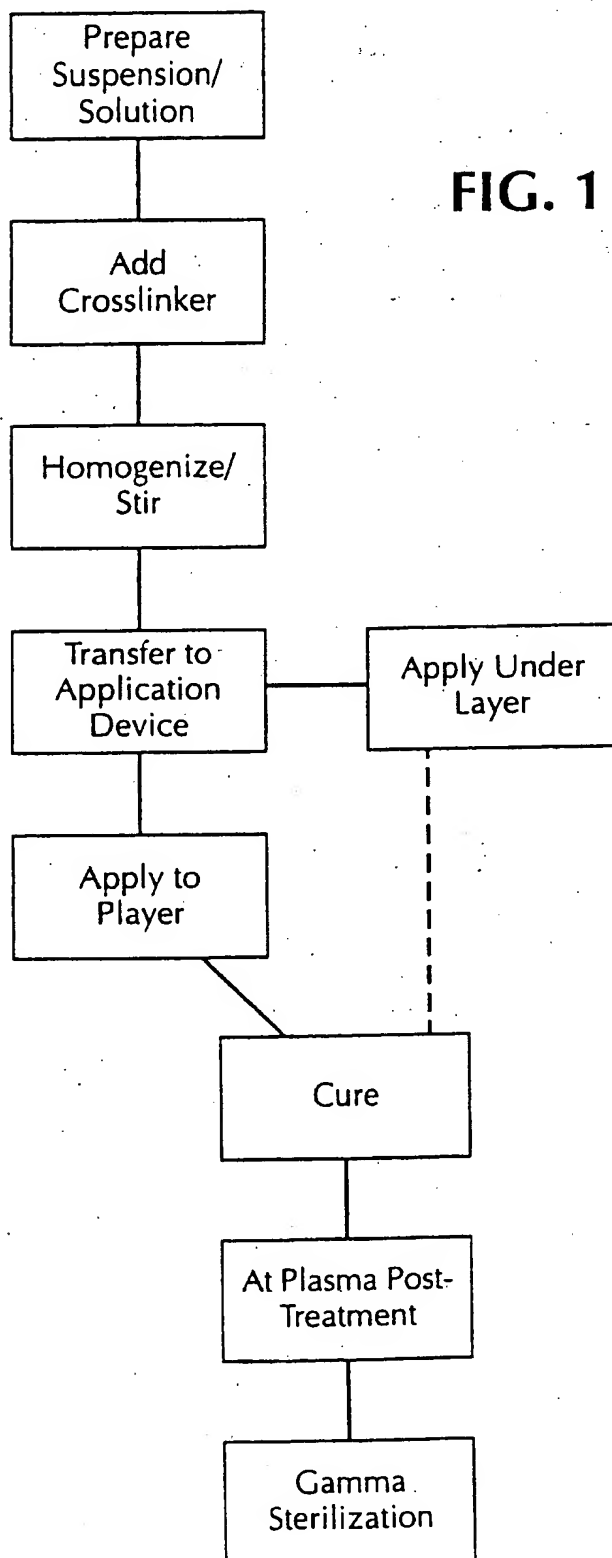 Prepare
Suspension/
Solution
FIG. 1
Add
Crosslinker
Homogenize/
Stir
Transfer to
Application
Device
Apply Under
Layer
Apply to
Player
Cure
At Plasma Post-
Treatment
Gamma
Sterilization